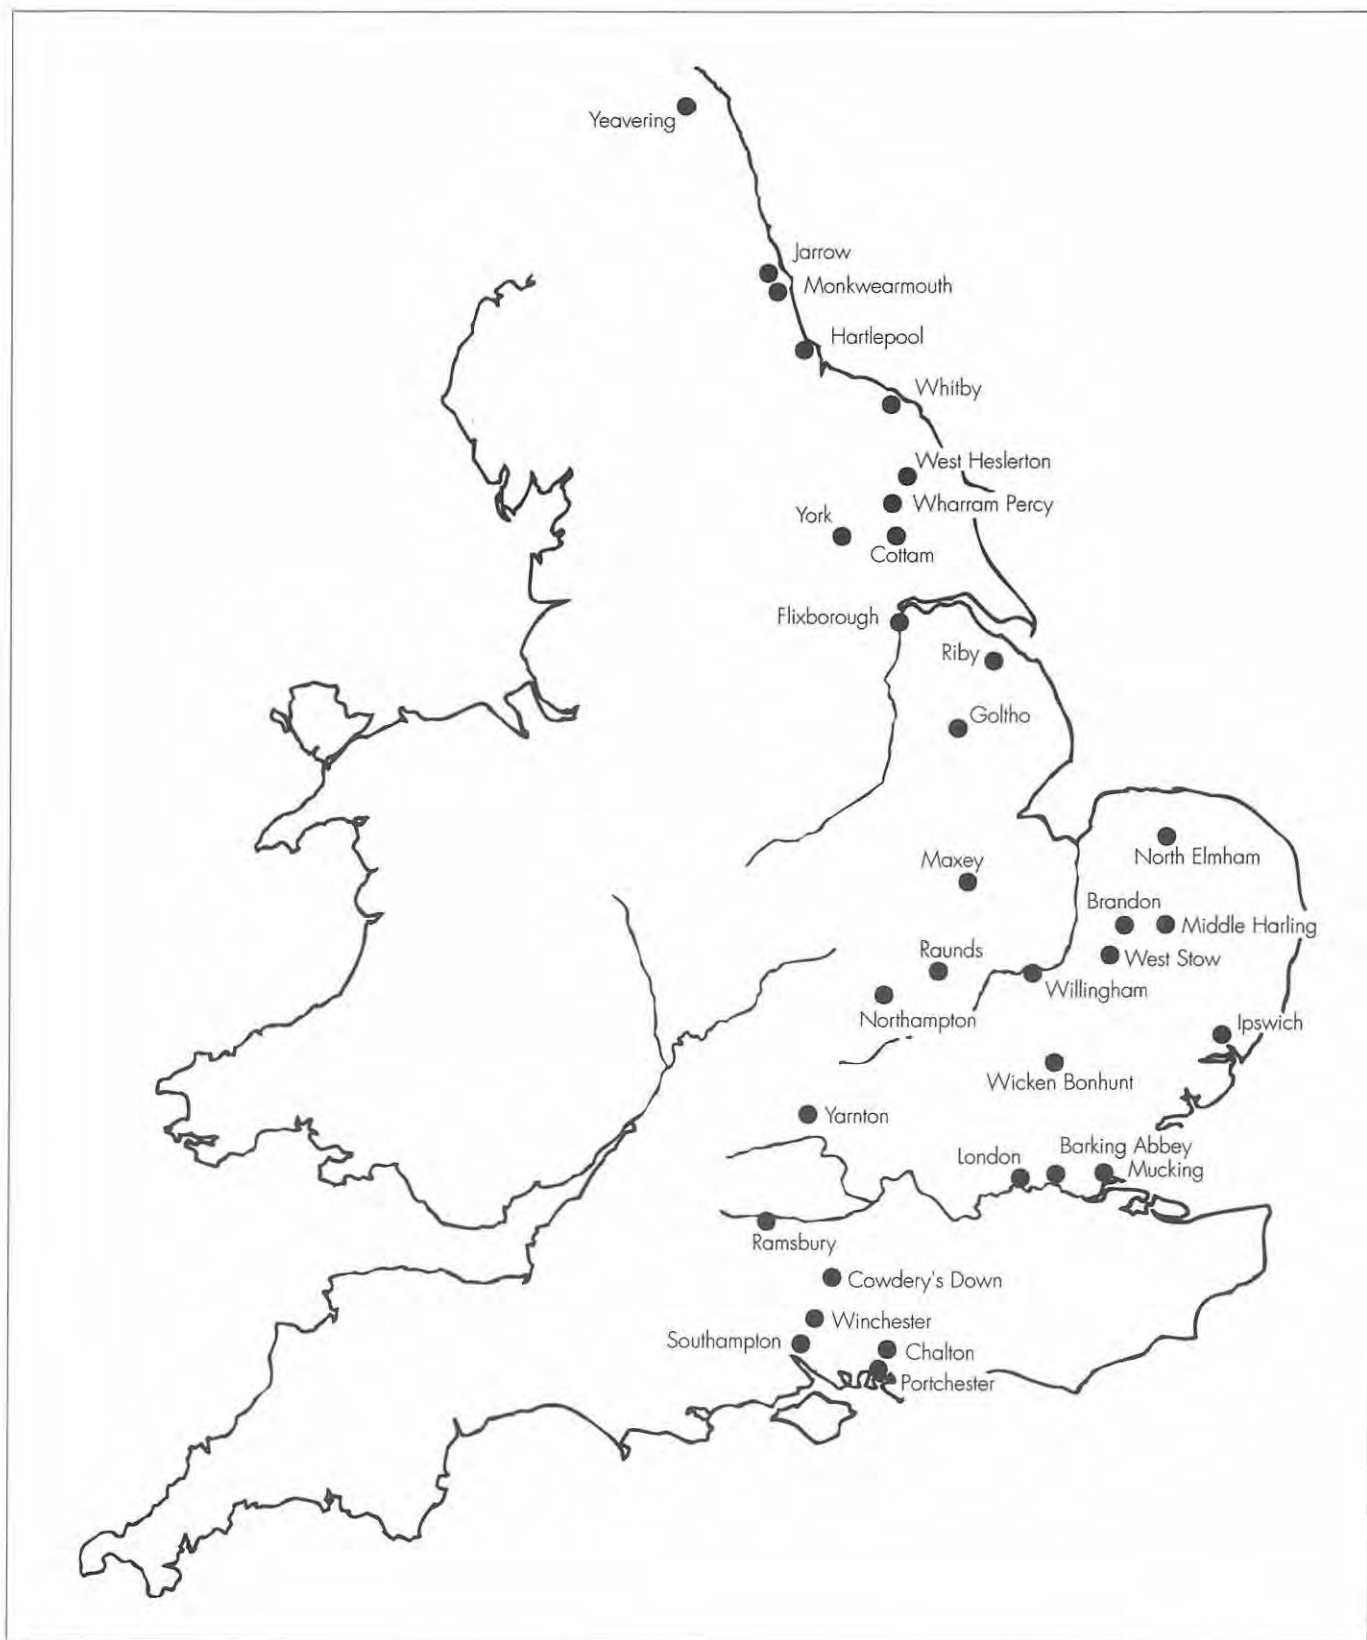 Yeavering
Jarrow
Monkwearmouth
Hartlepool
Whitby
West Heslerton
Wharram Percy
York
Cottam
Flixborough
Riby
Goltho
North Elmham
Maxey
Brandon
Middle Harling
Raunds
West Stow
Willingham
Northampton
Ipswich
Wicken Bonhunt
Yarnton
Barking Abbey
London
Mucking
Ramsbury
Cowdery's Down
Winchester
Southampton
Chalton
Portchester